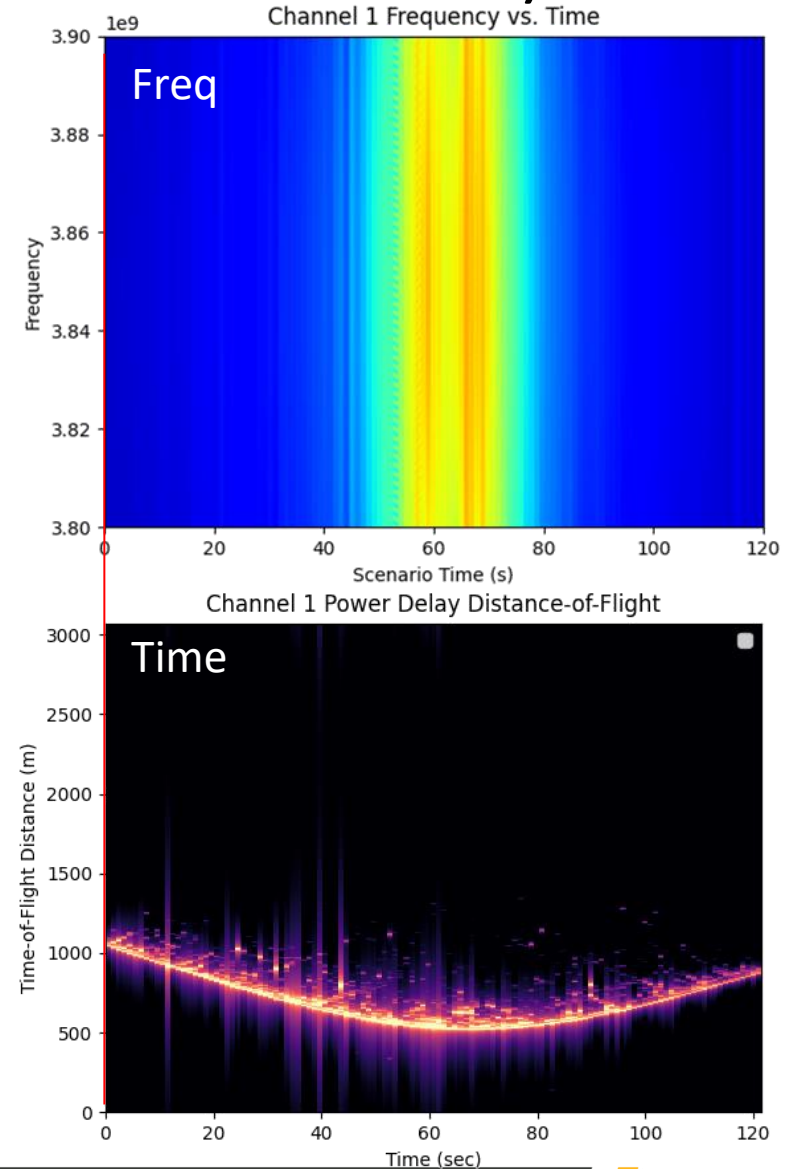 Channel 1 Frequency vs. Time
1e9
Freq
3.90
3.88
3.86
3.84
3.82
3.80
Frequency
0 20 40 60 80 100 120
Scenario Time (s)
Channel 1 Power Delay Distance-of-Flight
Time
3000
2500
2000
1500
1000
500
0
Time-of-Flight Distance (m)
0 20 40 60 80 100 120
Time (sec)